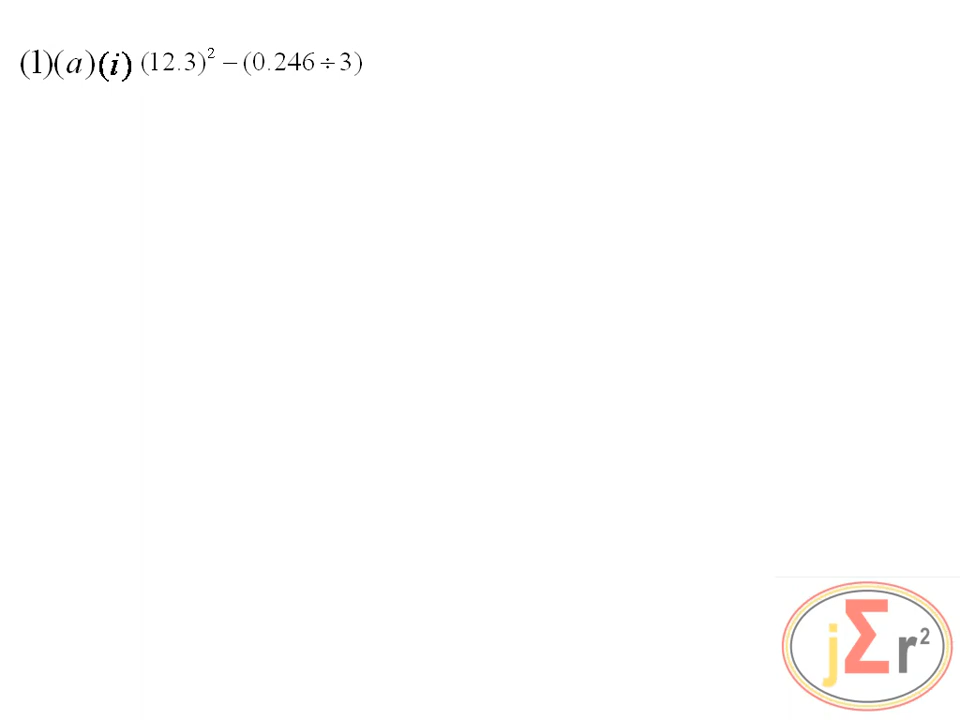 (1)(a)(i) (12.3)² − (0.246 ÷ 3)
jΣr²